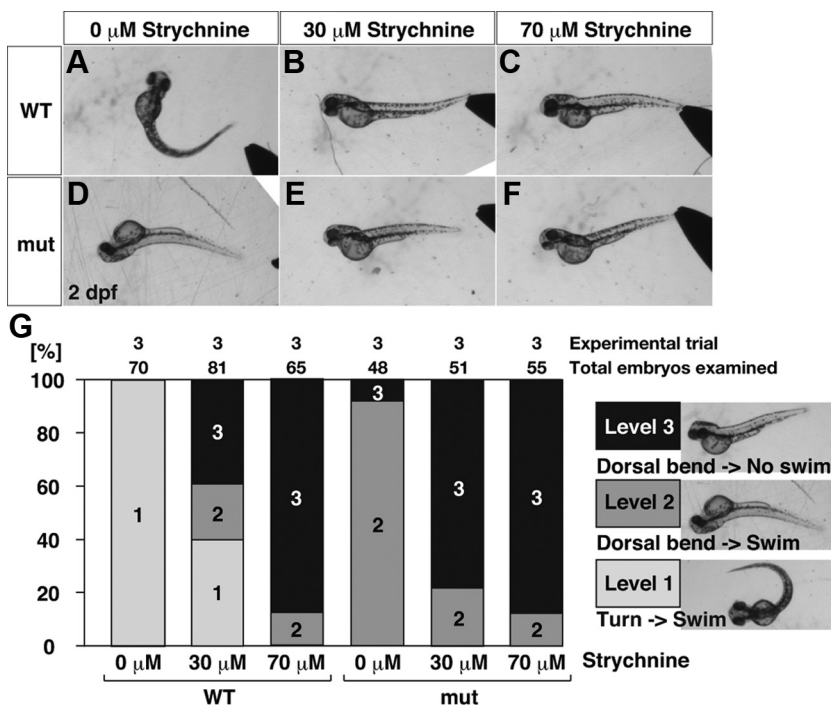 0 μM Strychnine 30 μM Strychnine 70 μM Strychnine
A B C
WT
D E F
mut
2 dpf
G
3 3 3 3 3 3 Experimental trial
[%] 70 81 65 48 51 55 Total embryos examined
100
80
60
40
20
0
1
3
2
1
3
2
3
2
3
2
3
2
Level 3
Dorsal bend -> No swim
Level 2
Dorsal bend -> Swim
Level 1
Turn -> Swim
0 μM 30 μM 70 μM 0 μM 30 μM 70 μM Strychnine
WT mut